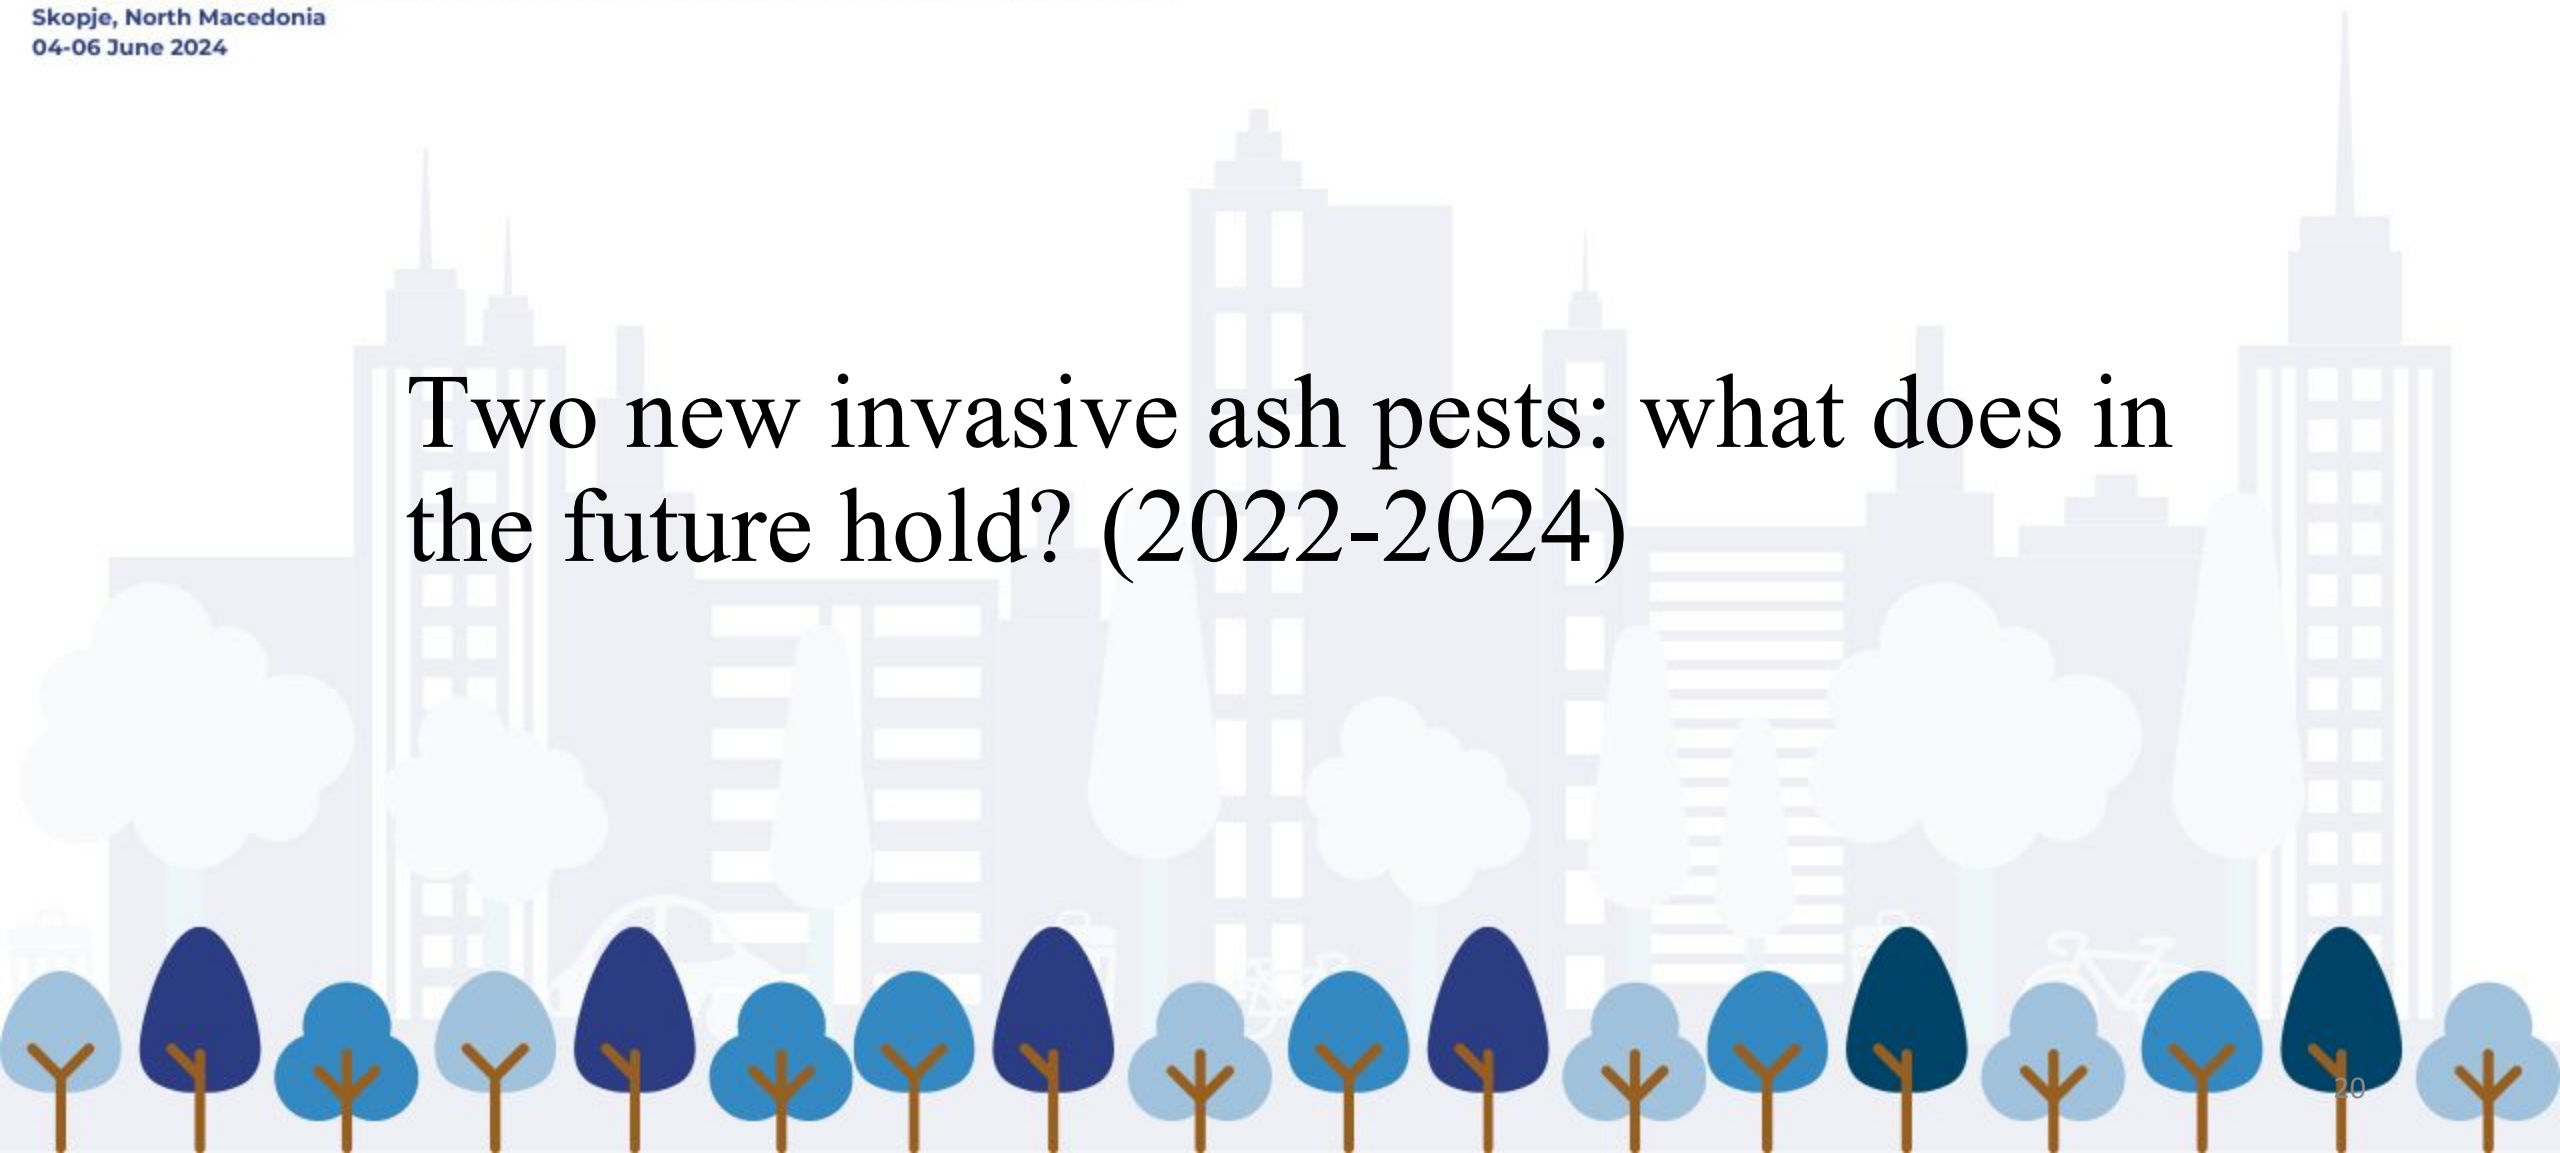 Skopje, North Macedonia
04-06 June 2024
Two new invasive ash pests: what does in
the future hold? (2022-2024)
20